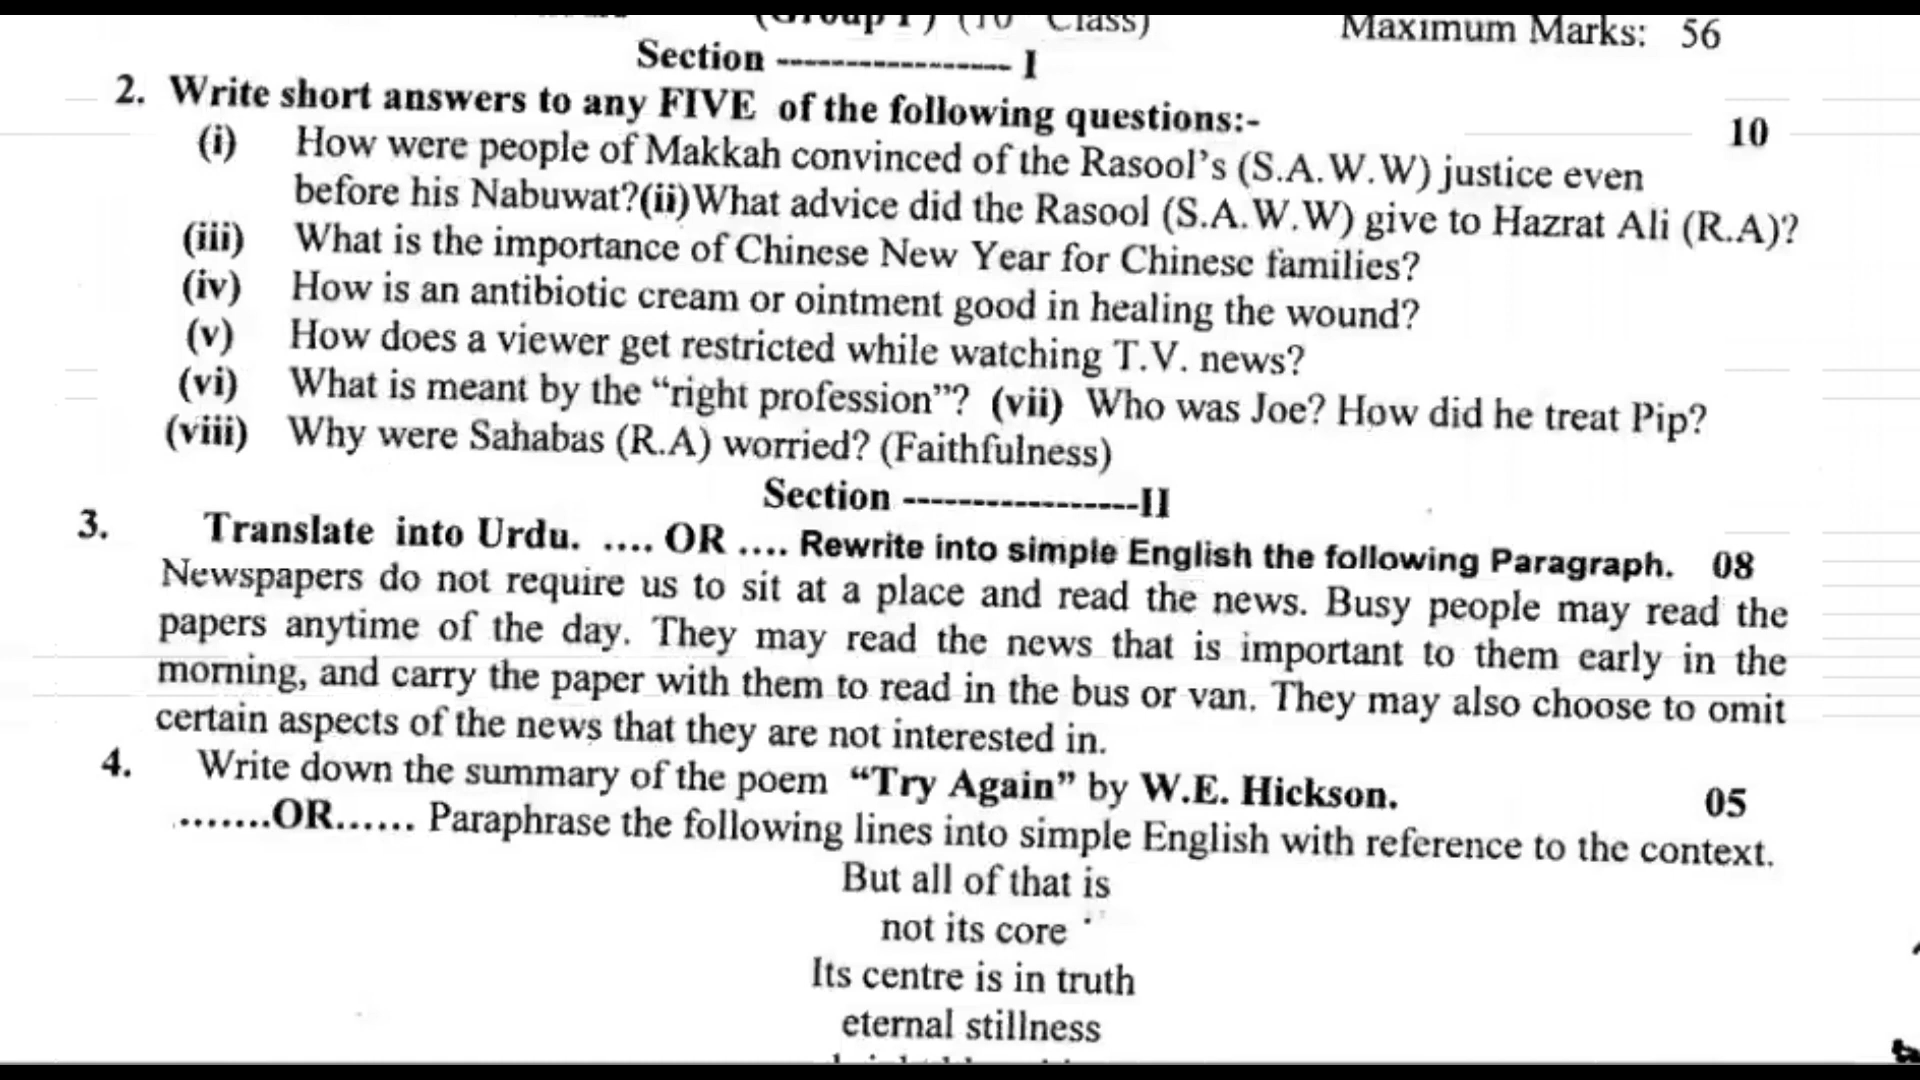 (Group I) (10 Class)
Maximum Marks: 56
Section ----------------- I
2. Write short answers to any FIVE of the following questions:- 10
(i) How were people of Makkah convinced of the Rasool's (S.A.W.W) justice even
before his Nabuwat?(ii)What advice did the Rasool (S.A.W.W) give to Hazrat Ali (R.A)?
(iii) What is the importance of Chinese New Year for Chinese families?
(iv) How is an antibiotic cream or ointment good in healing the wound?
(v) How does a viewer get restricted while watching T.V. news?
(vi) What is meant by the “right profession”? (vii) Who was Joe? How did he treat Pip?
(viii) Why were Sahabas (R.A) worried? (Faithfulness)
Section -----------------II
3. Translate into Urdu. .... OR .... Rewrite into simple English the following Paragraph. 08
Newspapers do not require us to sit at a place and read the news. Busy people may read the
papers anytime of the day. They may read the news that is important to them early in the
morning, and carry the paper with them to read in the bus or van. They may also choose to omit
certain aspects of the news that they are not interested in.
4. Write down the summary of the poem “Try Again” by W.E. Hickson. 05
.......OR...... Paraphrase the following lines into simple English with reference to the context.
But all of that is
not its core
Its centre is in truth
eternal stillness